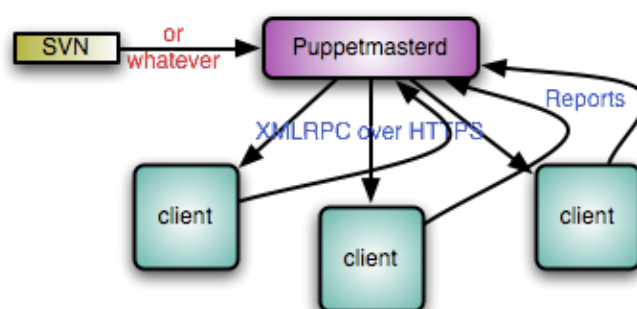 SVN
or
whatever
Puppetmasterd
XMLRPC over HTTPS
Reports
client
client
client